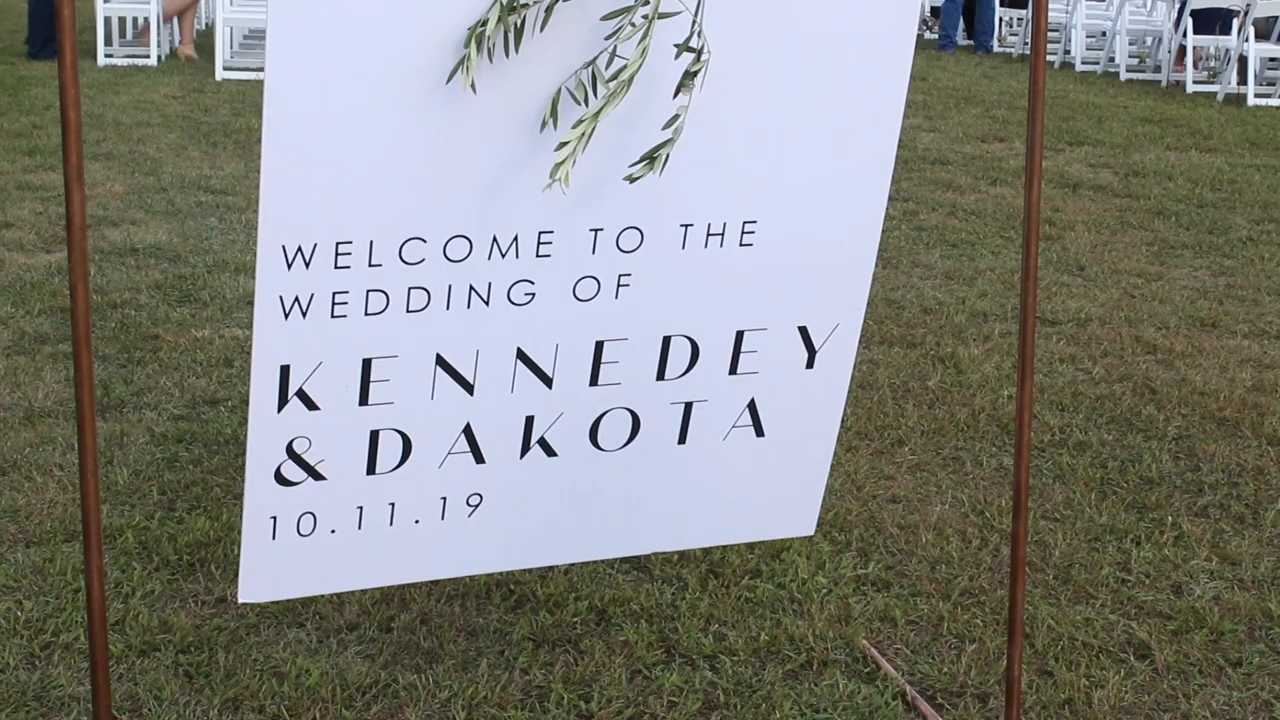 WELCOME TO THE
WEDDING OF
KENNEDEY
& DAKOTA
10.11.19